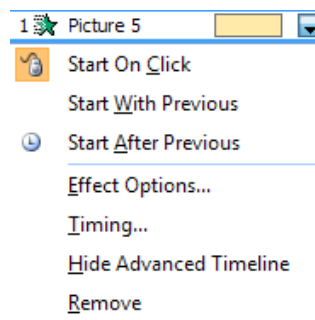 1 Picture 5
Start On Click
Start With Previous
Start After Previous
Effect Options...
Timing...
Hide Advanced Timeline
Remove